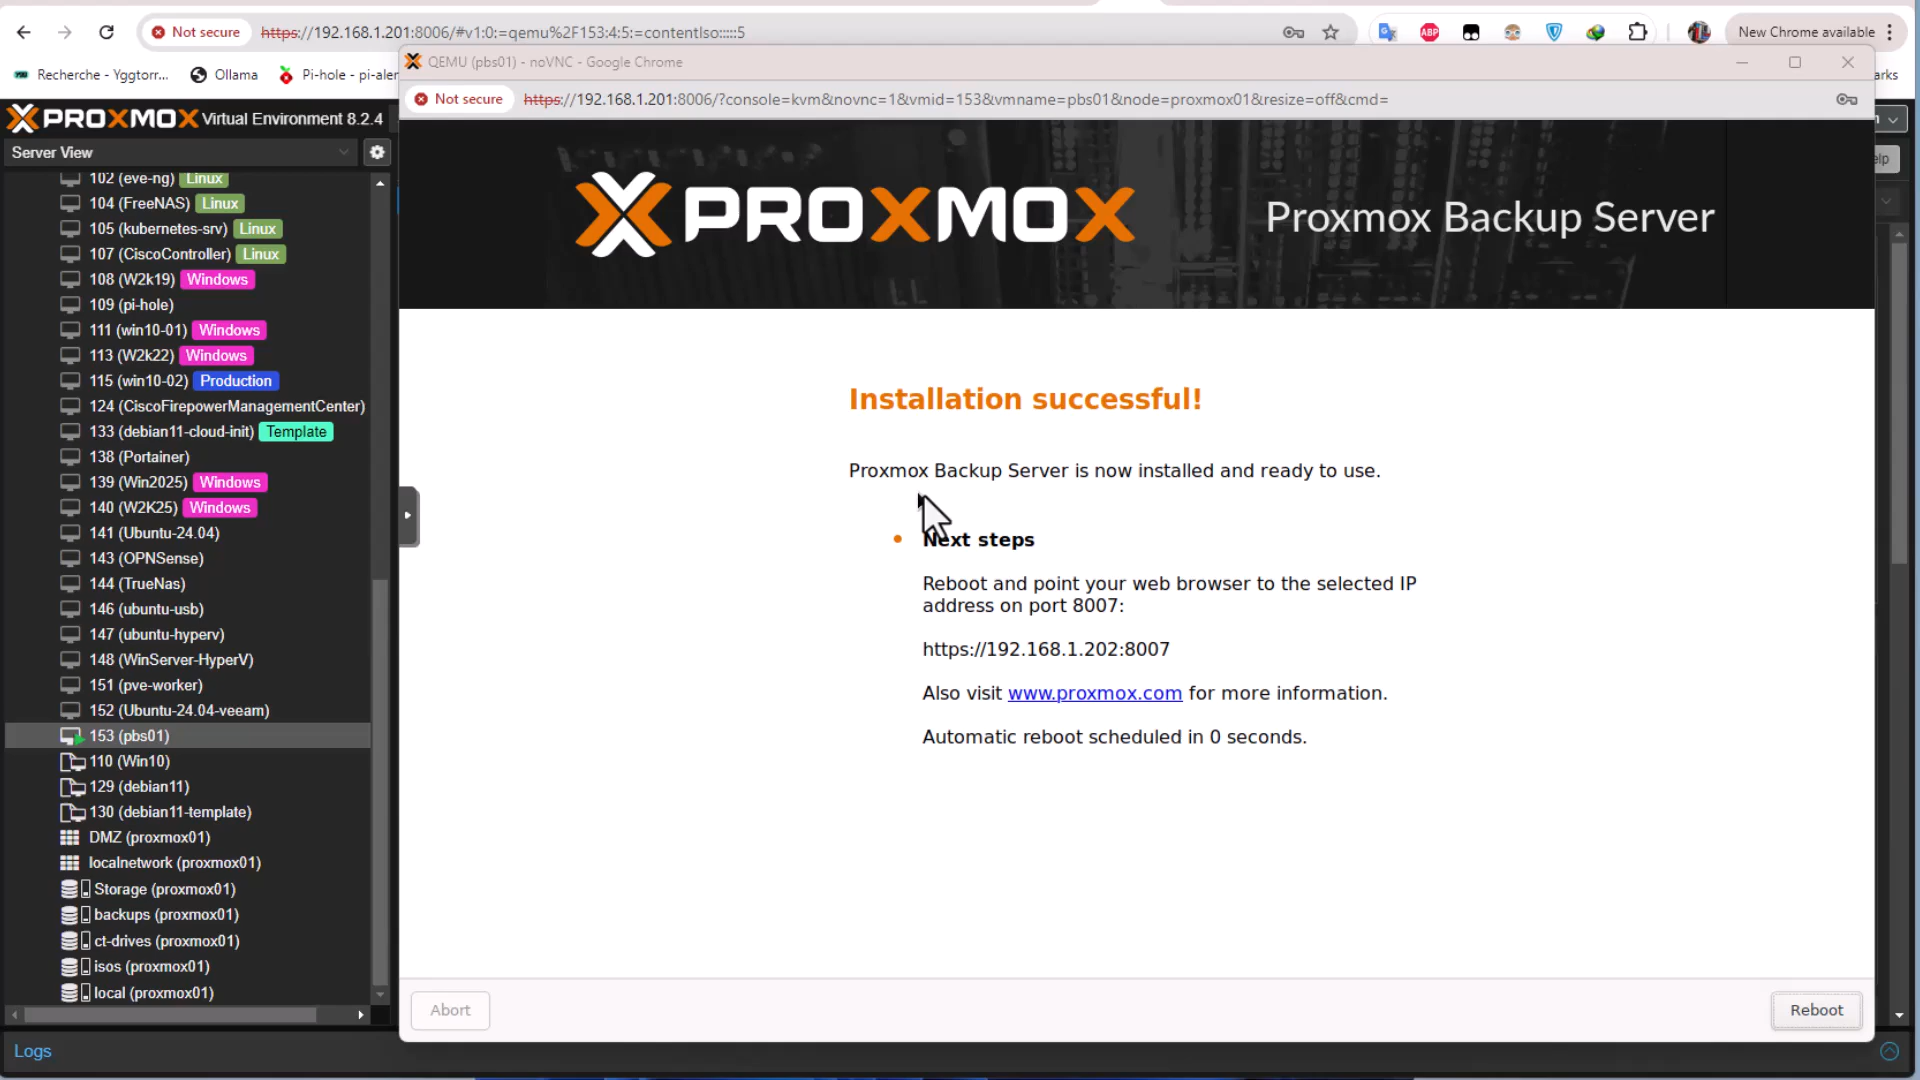 Not secure
https://192.168.1.201:8006/#v1:0:=qemu%2F153:4:5:=contentIso:::::5
New Chrome available
Recherche - Yggtorr...
Ollama
Pi-hole - pi-aler
arks
QEMU (pbs01) - noVNC - Google Chrome
Not secure
https://192.168.1.201:8006/?console=kvm&novnc=1&vmid=153&vmname=pbs01&node=proxmox01&resize=off&cmd=
PROXMOX Virtual Environment 8.2.4
Server View
elp
102 (eve-ng) Linux
104 (FreeNAS) Linux
105 (kubernetes-srv) Linux
107 (CiscoController) Linux
108 (W2k19) Windows
109 (pi-hole)
111 (win10-01) Windows
113 (W2k22) Windows
115 (win10-02) Production
124 (CiscoFirepowerManagementCenter)
133 (debian11-cloud-init) Template
138 (Portainer)
139 (Win2025) Windows
140 (W2K25) Windows
141 (Ubuntu-24.04)
143 (OPNSense)
144 (TrueNas)
146 (ubuntu-usb)
147 (ubuntu-hyperv)
148 (WinServer-HyperV)
151 (pve-worker)
152 (Ubuntu-24.04-veeam)
153 (pbs01)
110 (Win10)
129 (debian11)
130 (debian11-template)
DMZ (proxmox01)
localnetwork (proxmox01)
Storage (proxmox01)
backups (proxmox01)
ct-drives (proxmox01)
isos (proxmox01)
local (proxmox01)
Logs
PROXMOX
Proxmox Backup Server
Installation successful!
Proxmox Backup Server is now installed and ready to use.
Next steps
Reboot and point your web browser to the selected IP
address on port 8007:
https://192.168.1.202:8007
Also visit www.proxmox.com for more information.
Automatic reboot scheduled in 0 seconds.
Abort
Reboot
ABP